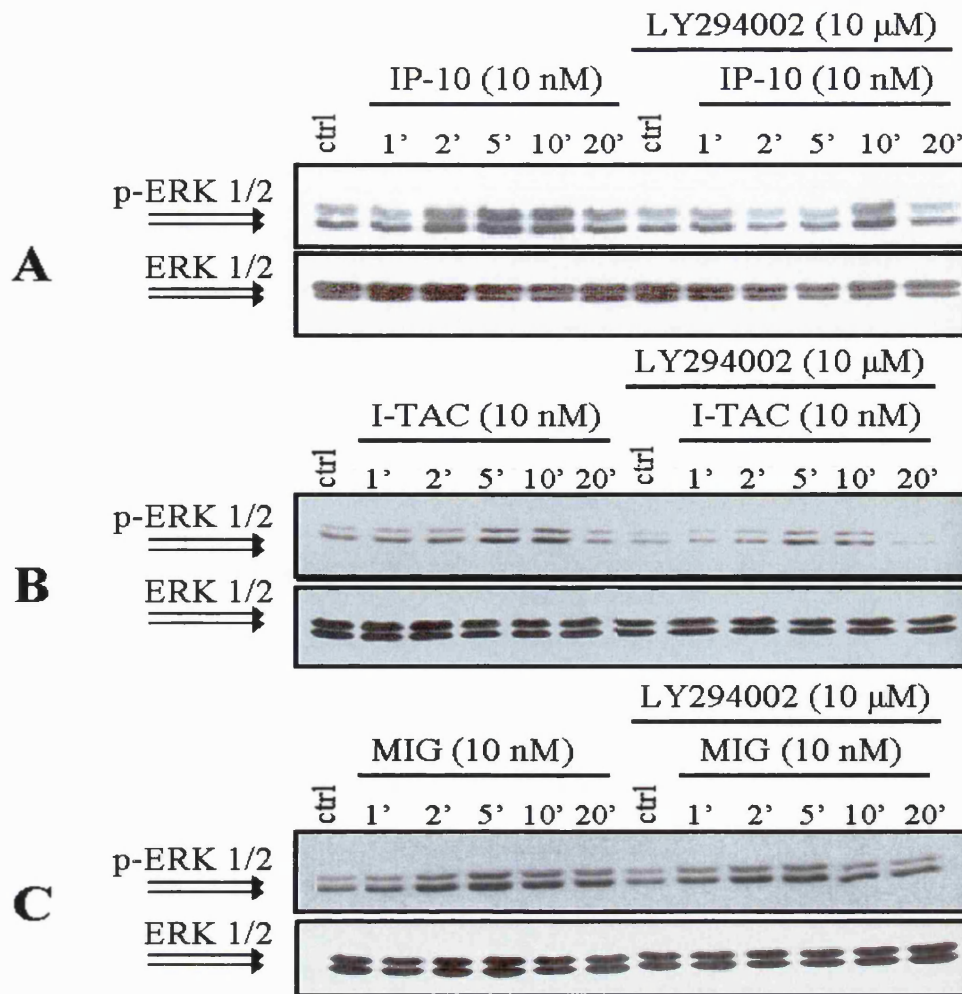 LY294002 (10 µM)
IP-10 (10 nM) IP-10 (10 nM)
ctrl 1’ 2’ 5’ 10’ 20’ ctrl 1’ 2’ 5’ 10’ 20’
p-ERK 1/2
A
ERK 1/2
LY294002 (10 µM)
I-TAC (10 nM) I-TAC (10 nM)
ctrl 1’ 2’ 5’ 10’ 20’ ctrl 1’ 2’ 5’ 10’ 20’
p-ERK 1/2
B
ERK 1/2
LY294002 (10 µM)
MIG (10 nM) MIG (10 nM)
ctrl 1’ 2’ 5’ 10’ 20’ ctrl 1’ 2’ 5’ 10’ 20’
p-ERK 1/2
C
ERK 1/2